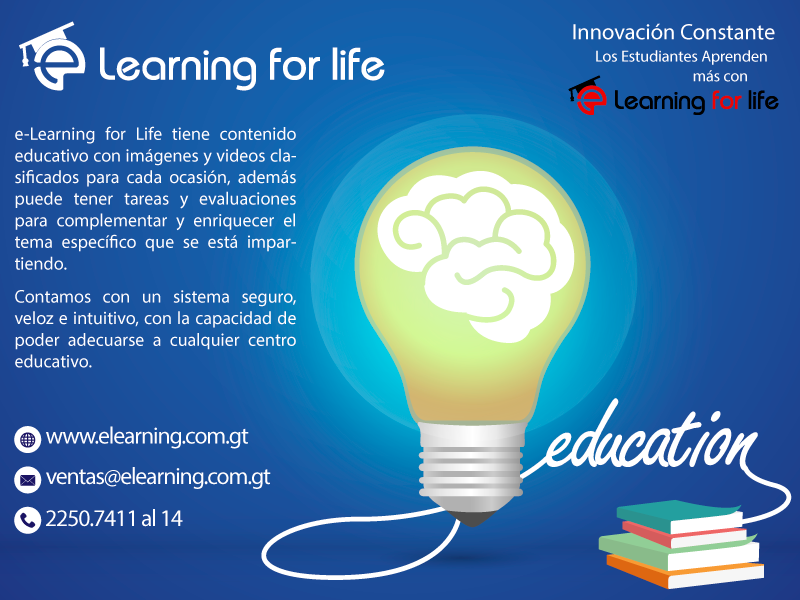 e Learning for life
Innovación Constante
Los Estudiantes Aprenden
más con
e Learning for life
e-Learning for Life tiene contenido
educativo con imágenes y videos cla-
sificados para cada ocasión, además
puede tener tareas y evaluaciones
para complementar y enriquecer el
tema específico que se está impar-
tiendo.
Contamos con un sistema seguro,
veloz e intuitivo, con la capacidad de
poder adecuarse a cualquier centro
educativo.
www.elearning.com.gt
ventas@elearning.com.gt
2250.7411 al 14
education